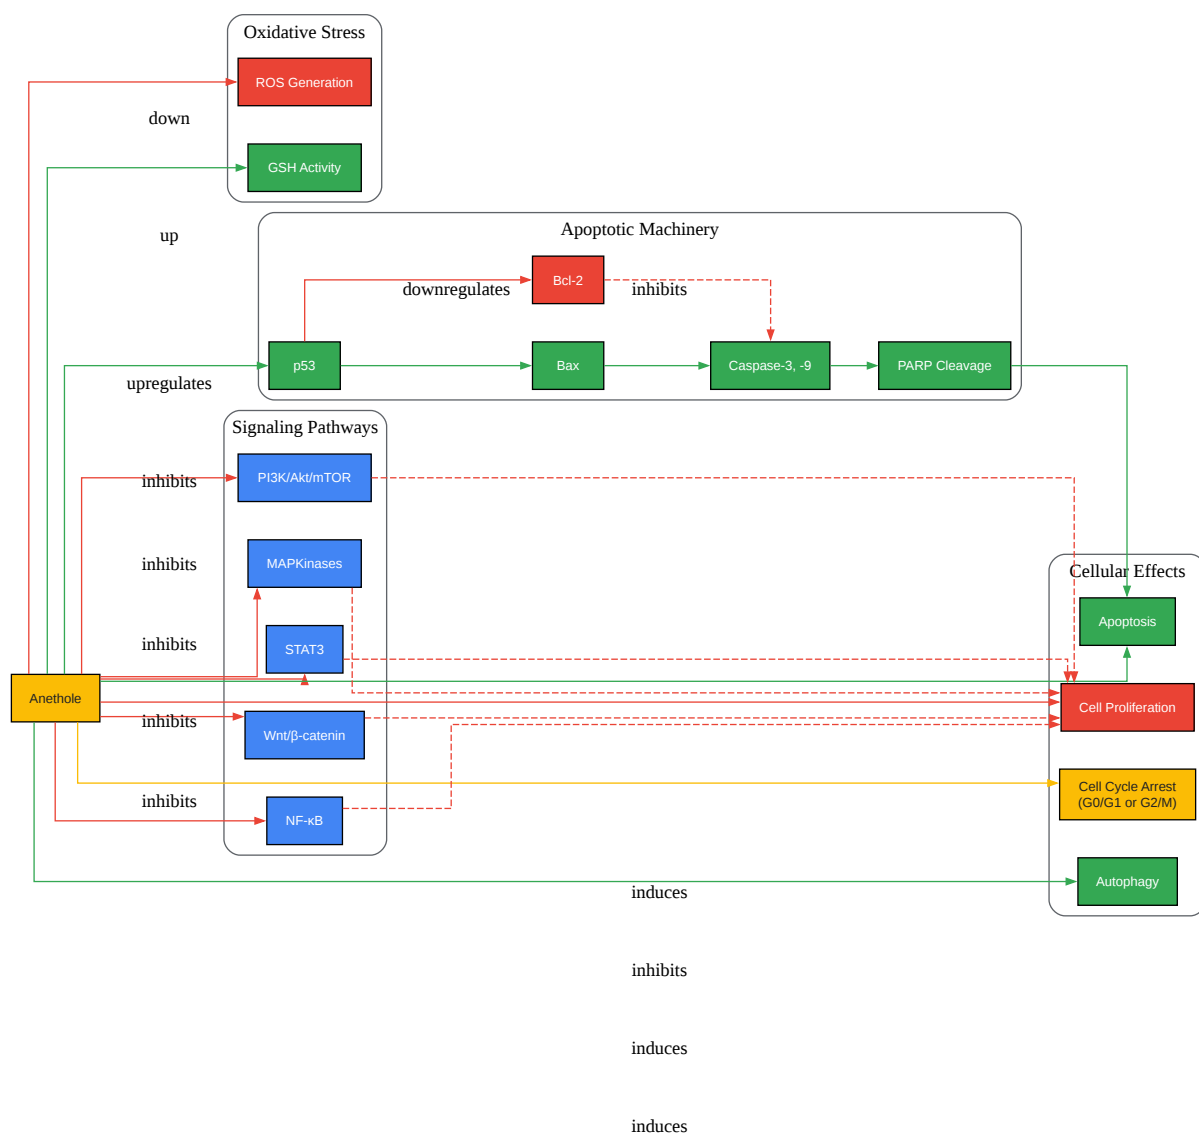 Oxidative Stress
ROS Generation
down
GSH Activity
up
Apoptotic Machinery
Bcl-2
downregulates
inhibits
p53
Bax
Caspase-3, -9
PARP Cleavage
upregulates
Signaling Pathways
PI3K/Akt/mTOR
inhibits
MAPKinases
inhibits
Cellular Effects
Apoptosis
STAT3
inhibits
Anethole
Cell Proliferation
Wnt/β-catenin
inhibits
Cell Cycle Arrest
(G0/G1 or G2/M)
NF-κB
inhibits
Autophagy
induces
inhibits
induces
induces